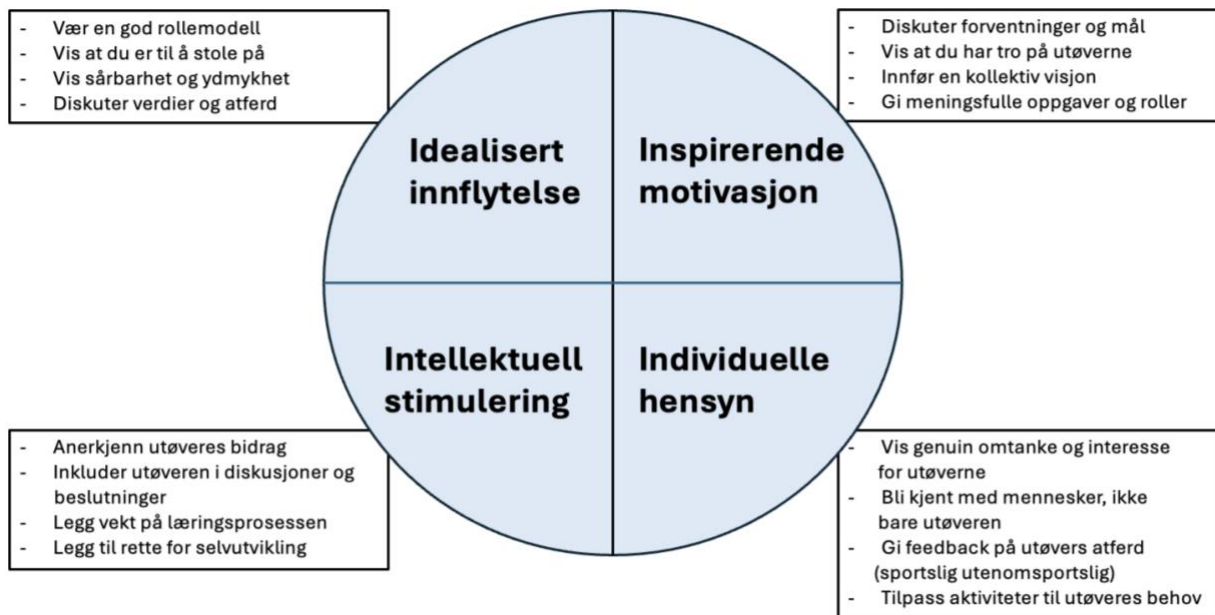 - Vær en god rollemodell
- Vis at du er til å stole på
- Vis sårbarhet og ydmykhet
- Diskuter verdier og atferd
- Diskuter forventninger og mål
- Vis at du har tro på utøverne
- Innfør en kollektiv visjon
- Gi meningsfulle oppgaver og roller
Idealisert
innflytelse
Inspirerende
motivasjon
Intellektuell
stimulering
Individuelle
hensyn
- Anerkjenn utøveres bidrag
- Inkluder utøveren i diskusjoner og
beslutninger
- Legg vekt på læringsprosessen
- Legg til rette for selvutvikling
- Vis genuin omtanke og interesse
for utøverne
- Bli kjent med mennesker, ikke
bare utøveren
- Gi feedback på utøvers atferd
(sportslig utenomsportslig)
- Tilpass aktiviteter til utøveres behov